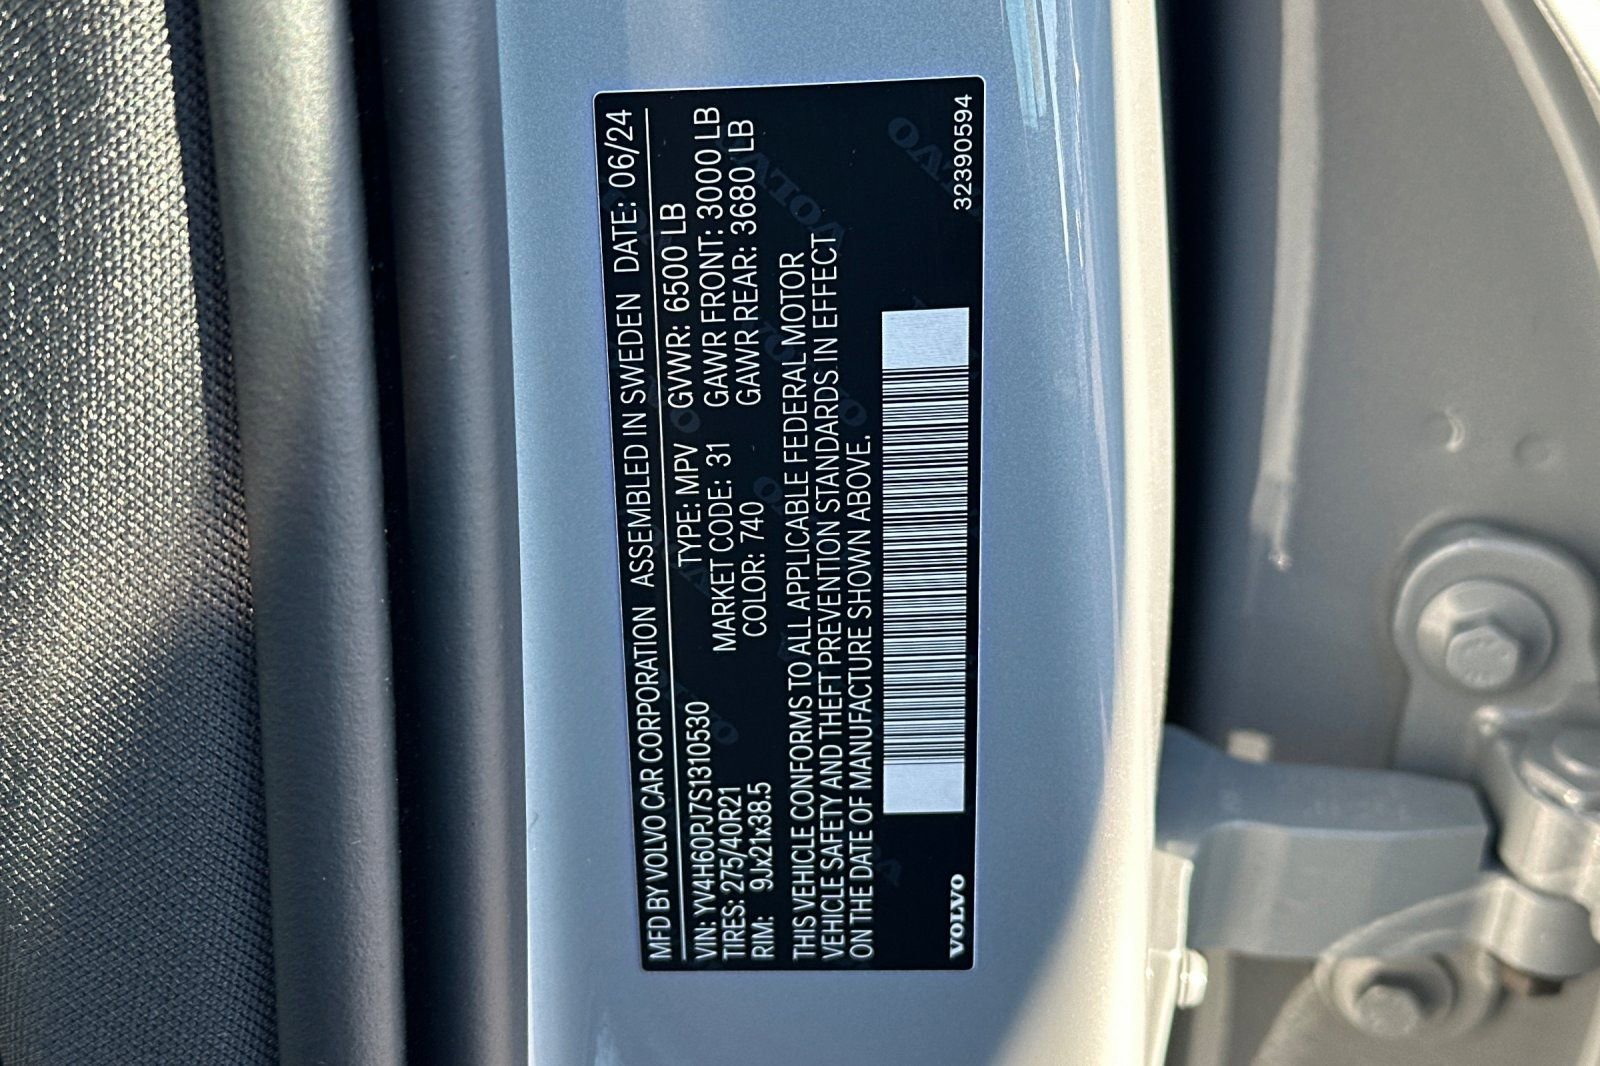 MFD BY VOLVO CAR CORPORATION ASSEMBLED IN SWEDEN DATE: 06/24
VIN: YV4H60PJ7S1310530 TYPE: MPV GVWR: 6500 LB
TIRES: 275/40R21 MARKET CODE: 31 GAWR FRONT: 3000 LB
RIM: 9Jx21x38.5 COLOR: 740 GAWR REAR: 3680 LB
THIS VEHICLE CONFORMS TO ALL APPLICABLE FEDERAL MOTOR
VEHICLE SAFETY AND THEFT PREVENTION STANDARDS IN EFFECT
ON THE DATE OF MANUFACTURE SHOWN ABOVE.
VOLVO 32390594